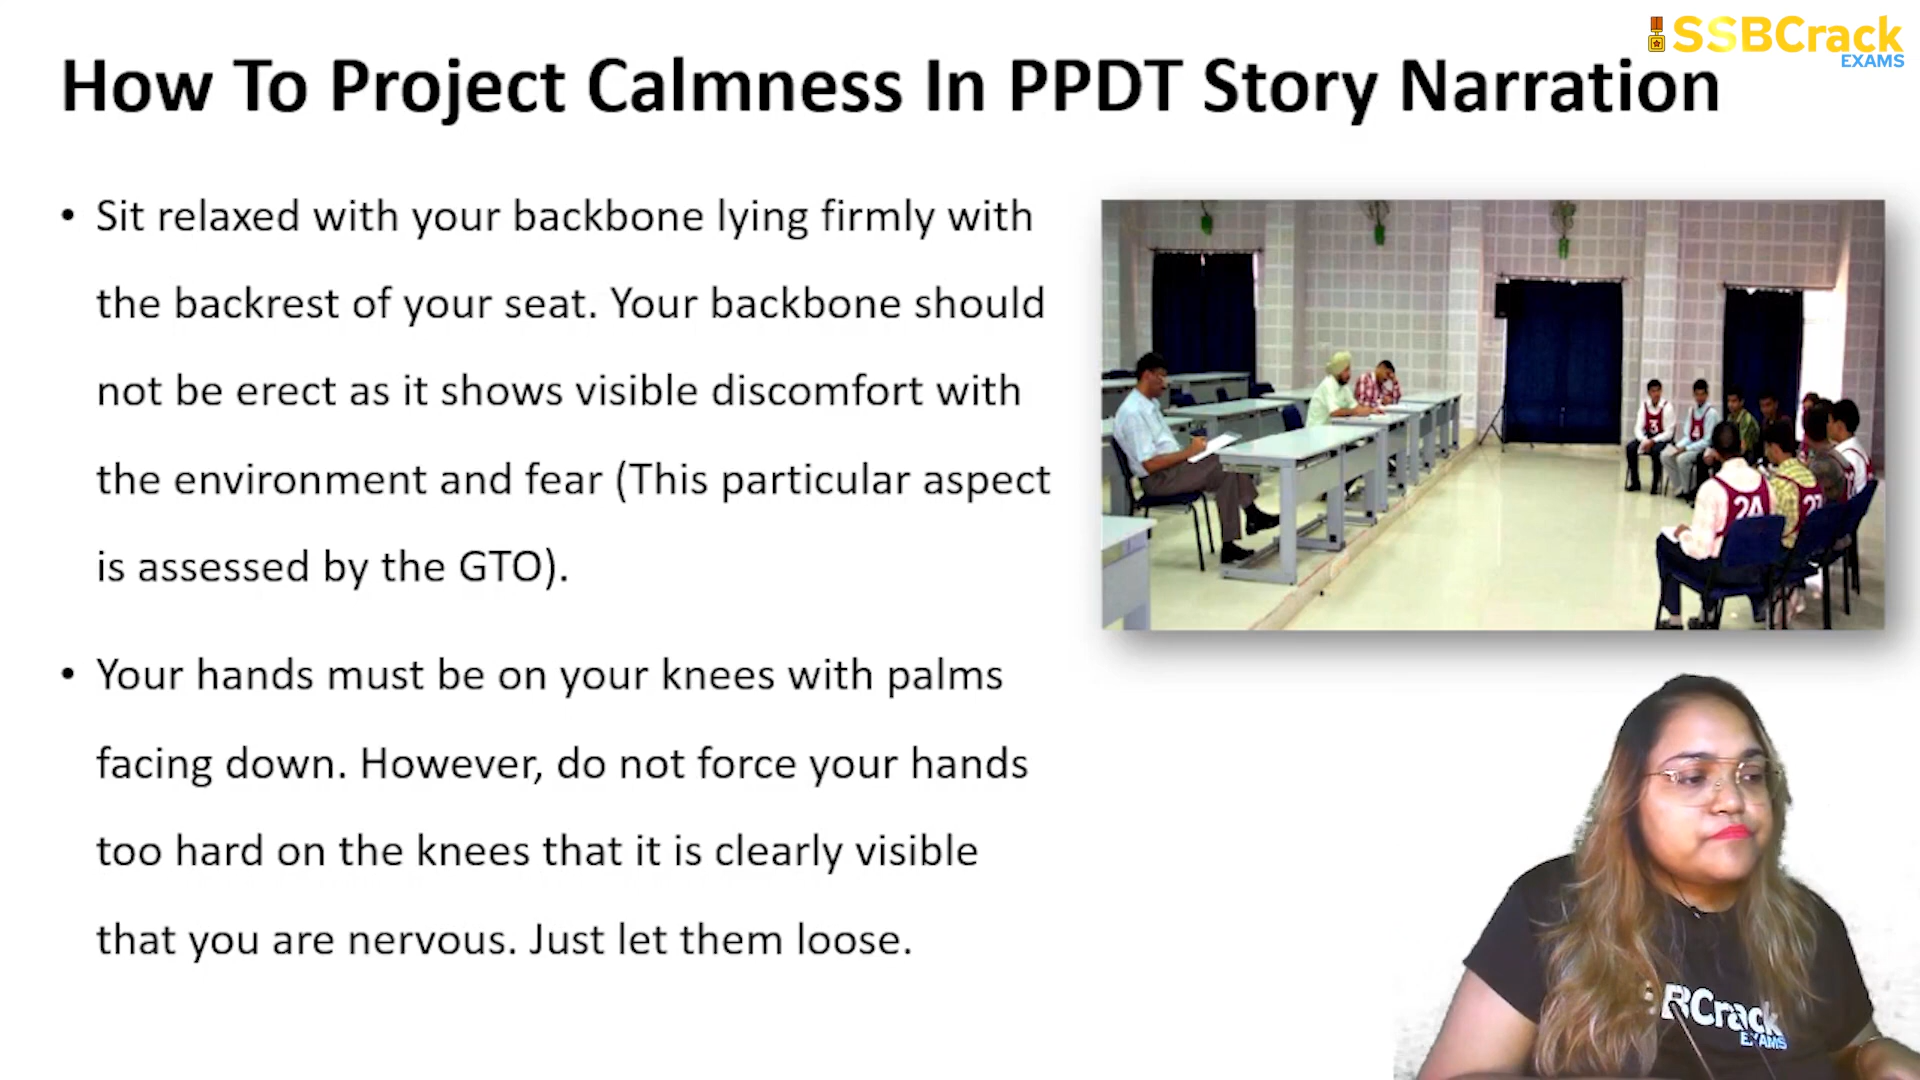 SSBCrack
EXAMS
How To Project Calmness In PPDT Story Narration
• Sit relaxed with your backbone lying firmly with
the backrest of your seat. Your backbone should
not be erect as it shows visible discomfort with
the environment and fear (This particular aspect
is assessed by the GTO).
• Your hands must be on your knees with palms
facing down. However, do not force your hands
too hard on the knees that it is clearly visible
that you are nervous. Just let them loose.
3
4
24
BCrack
EXAMS